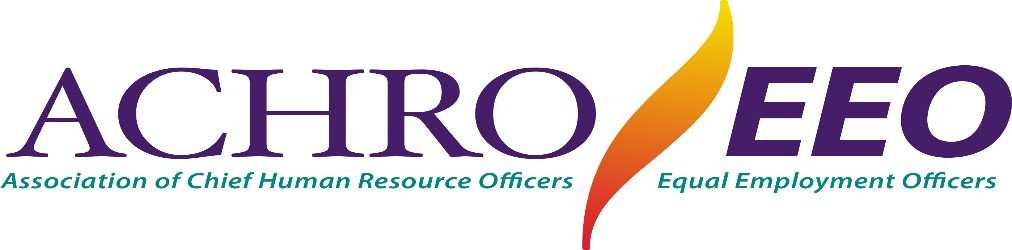 ACHRO EEO
Association of Chief Human Resource Officers Equal Employment Officers